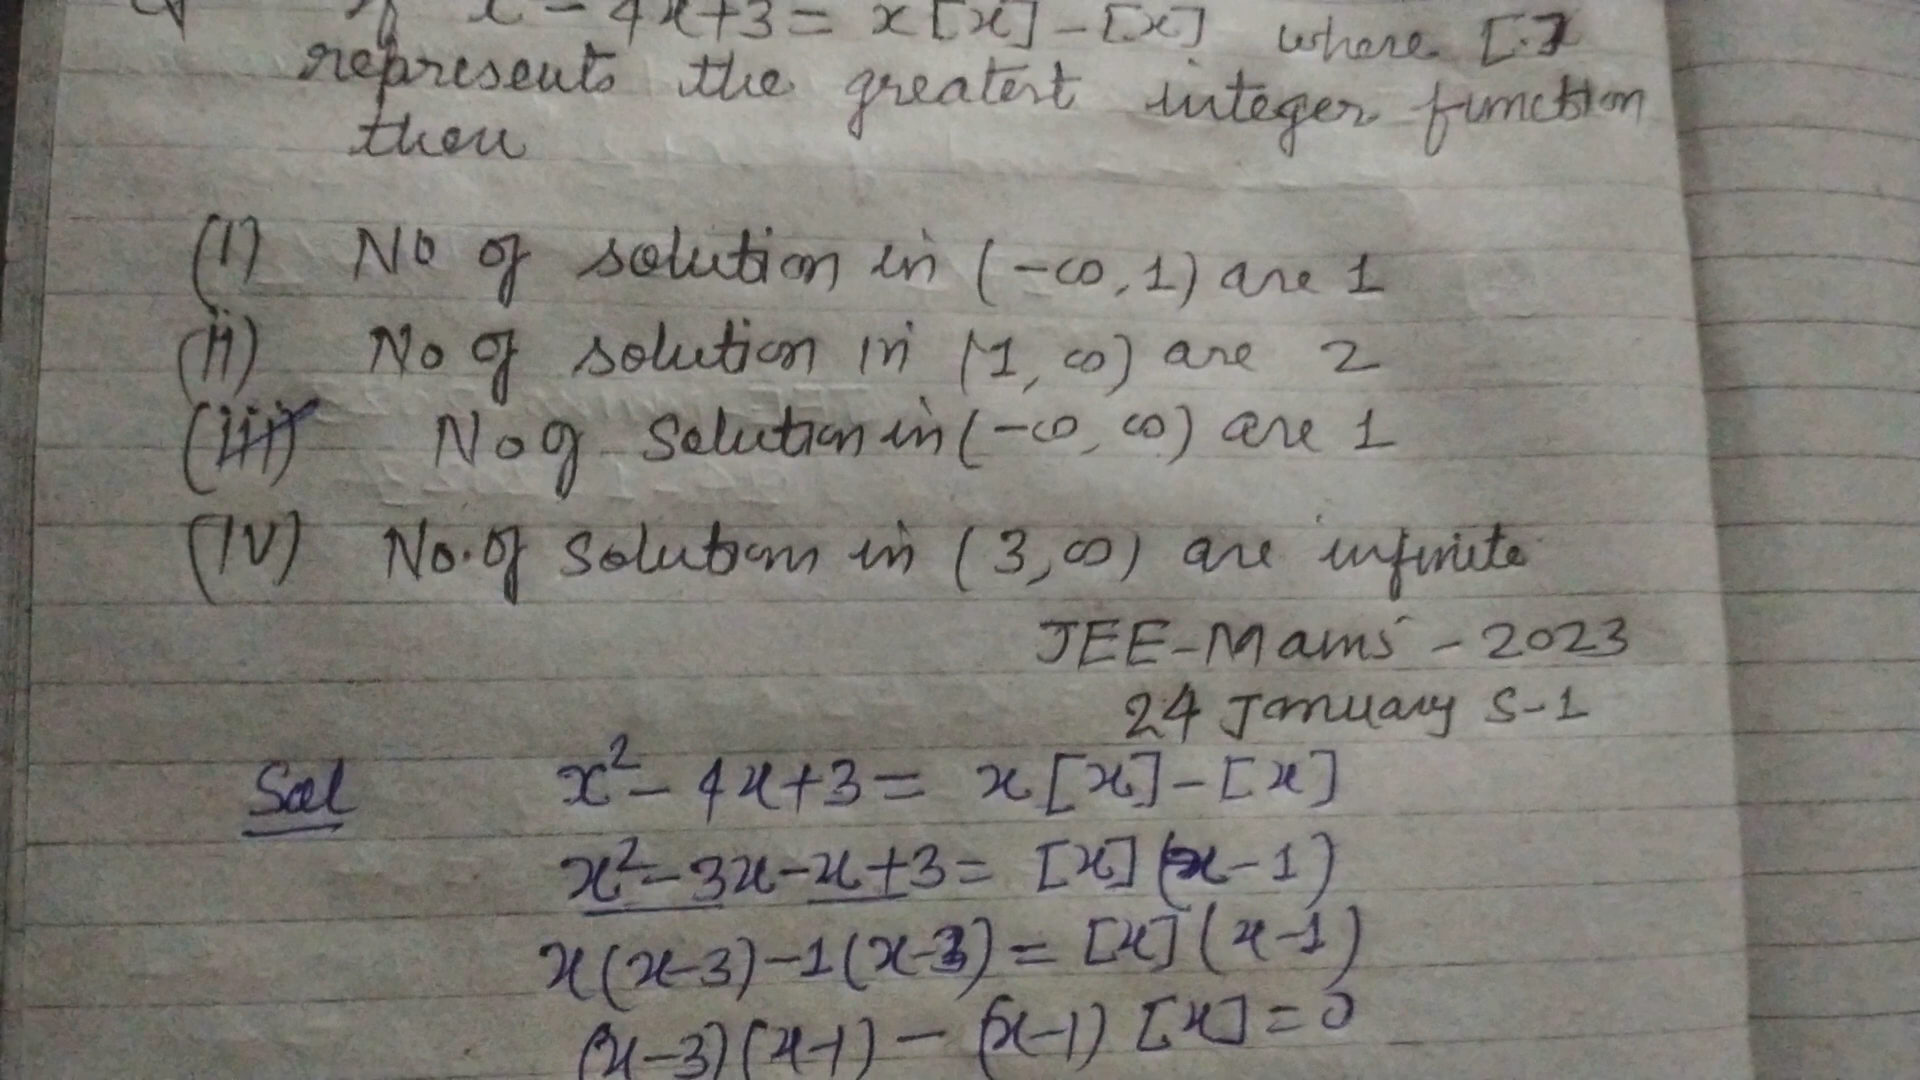 If x - 4x+3 = x[x]-[x] where [.]
represents the greatest integer function
then
(i) No of solution in (-∞,1) are 1
(ii) No of solution in (1,∞) are 2
(iii) No of Solution in (-∞,∞) are 1
(iv) No. of solutions in (3,∞) are infinite
JEE-Mains - 2023
24 January S-1
Sol x²-4x+3 = x[x]-[x]
x²-3x-x+3 = [x](x-1)
x(x-3)-1(x-3) = [x](x-1)
(x-3)(x-1) - (x-1)[x] = 0